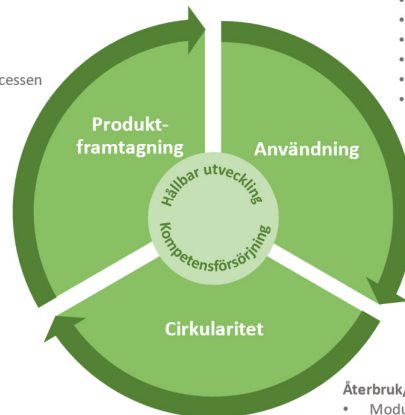 cessen
Produkt-
framtagning
Användning
Hållbar utveckling
Kompetensförsörjning
Cirkularitet
Återbruk/
• Modu